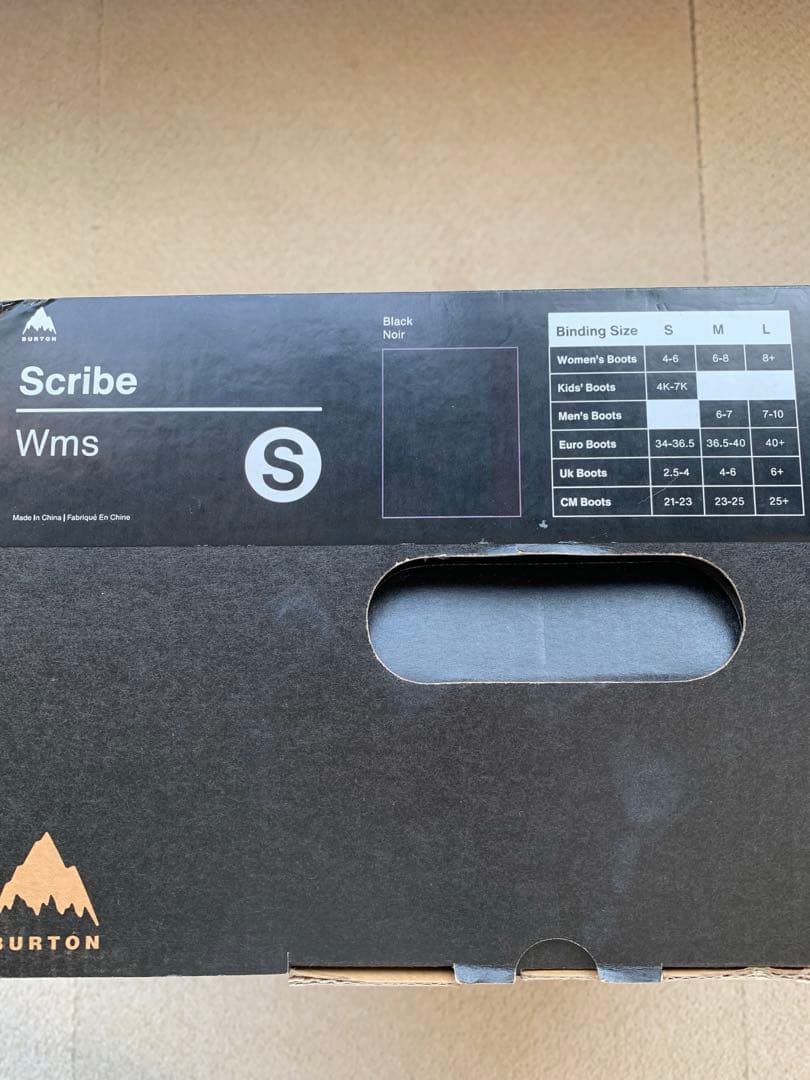 BURTON
Scribe
Wms
S
Made In China | Fabriqué En Chine
Black
Noir
Binding Size S M L
Women's Boots 4-6 6-8 8+
Kids' Boots 4K-7K
Men's Boots 6-7 7-10
Euro Boots 34-36.5 36.5-40 40+
Uk Boots 2.5-4 4-6 6+
CM Boots 21-23 23-25 25+
BURTON